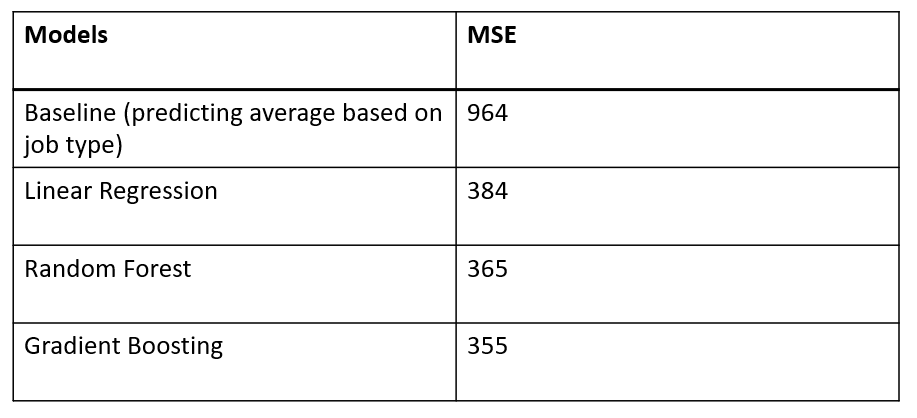 Models MSE
Baseline (predicting average based on 964
job type)
Linear Regression 384
Random Forest 365
Gradient Boosting 355